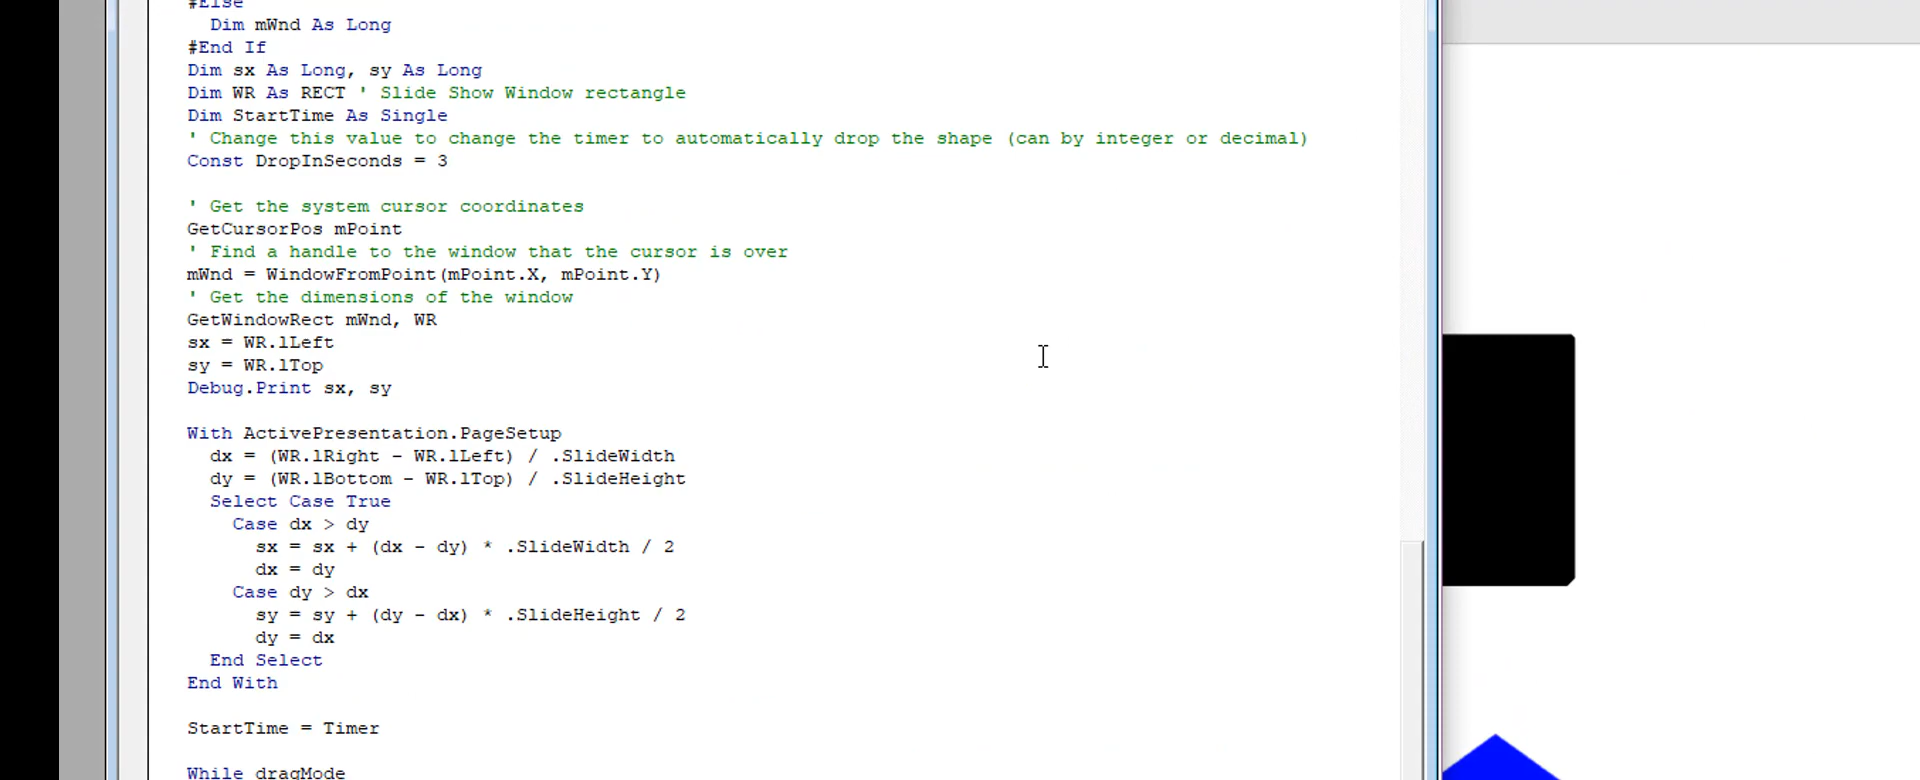 #Else
Dim mWnd As Long
#End If
Dim sx As Long, sy As Long
Dim WR As RECT ' Slide Show Window rectangle
Dim StartTime As Single
' Change this value to change the timer to automatically drop the shape (can by integer or decimal)
Const DropInSeconds = 3
' Get the system cursor coordinates
GetCursorPos mPoint
' Find a handle to the window that the cursor is over
mWnd = WindowFromPoint(mPoint.X, mPoint.Y)
' Get the dimensions of the window
GetWindowRect mWnd, WR
sx = WR.lLeft
sy = WR.lTop
Debug.Print sx, sy
With ActivePresentation.PageSetup
dx = (WR.lRight - WR.lLeft) / .SlideWidth
dy = (WR.lBottom - WR.lTop) / .SlideHeight
Select Case True
Case dx > dy
sx = sx + (dx - dy) * .SlideWidth / 2
dx = dy
Case dy > dx
sy = sy + (dy - dx) * .SlideHeight / 2
dy = dx
End Select
End With
StartTime = Timer
While dragMode